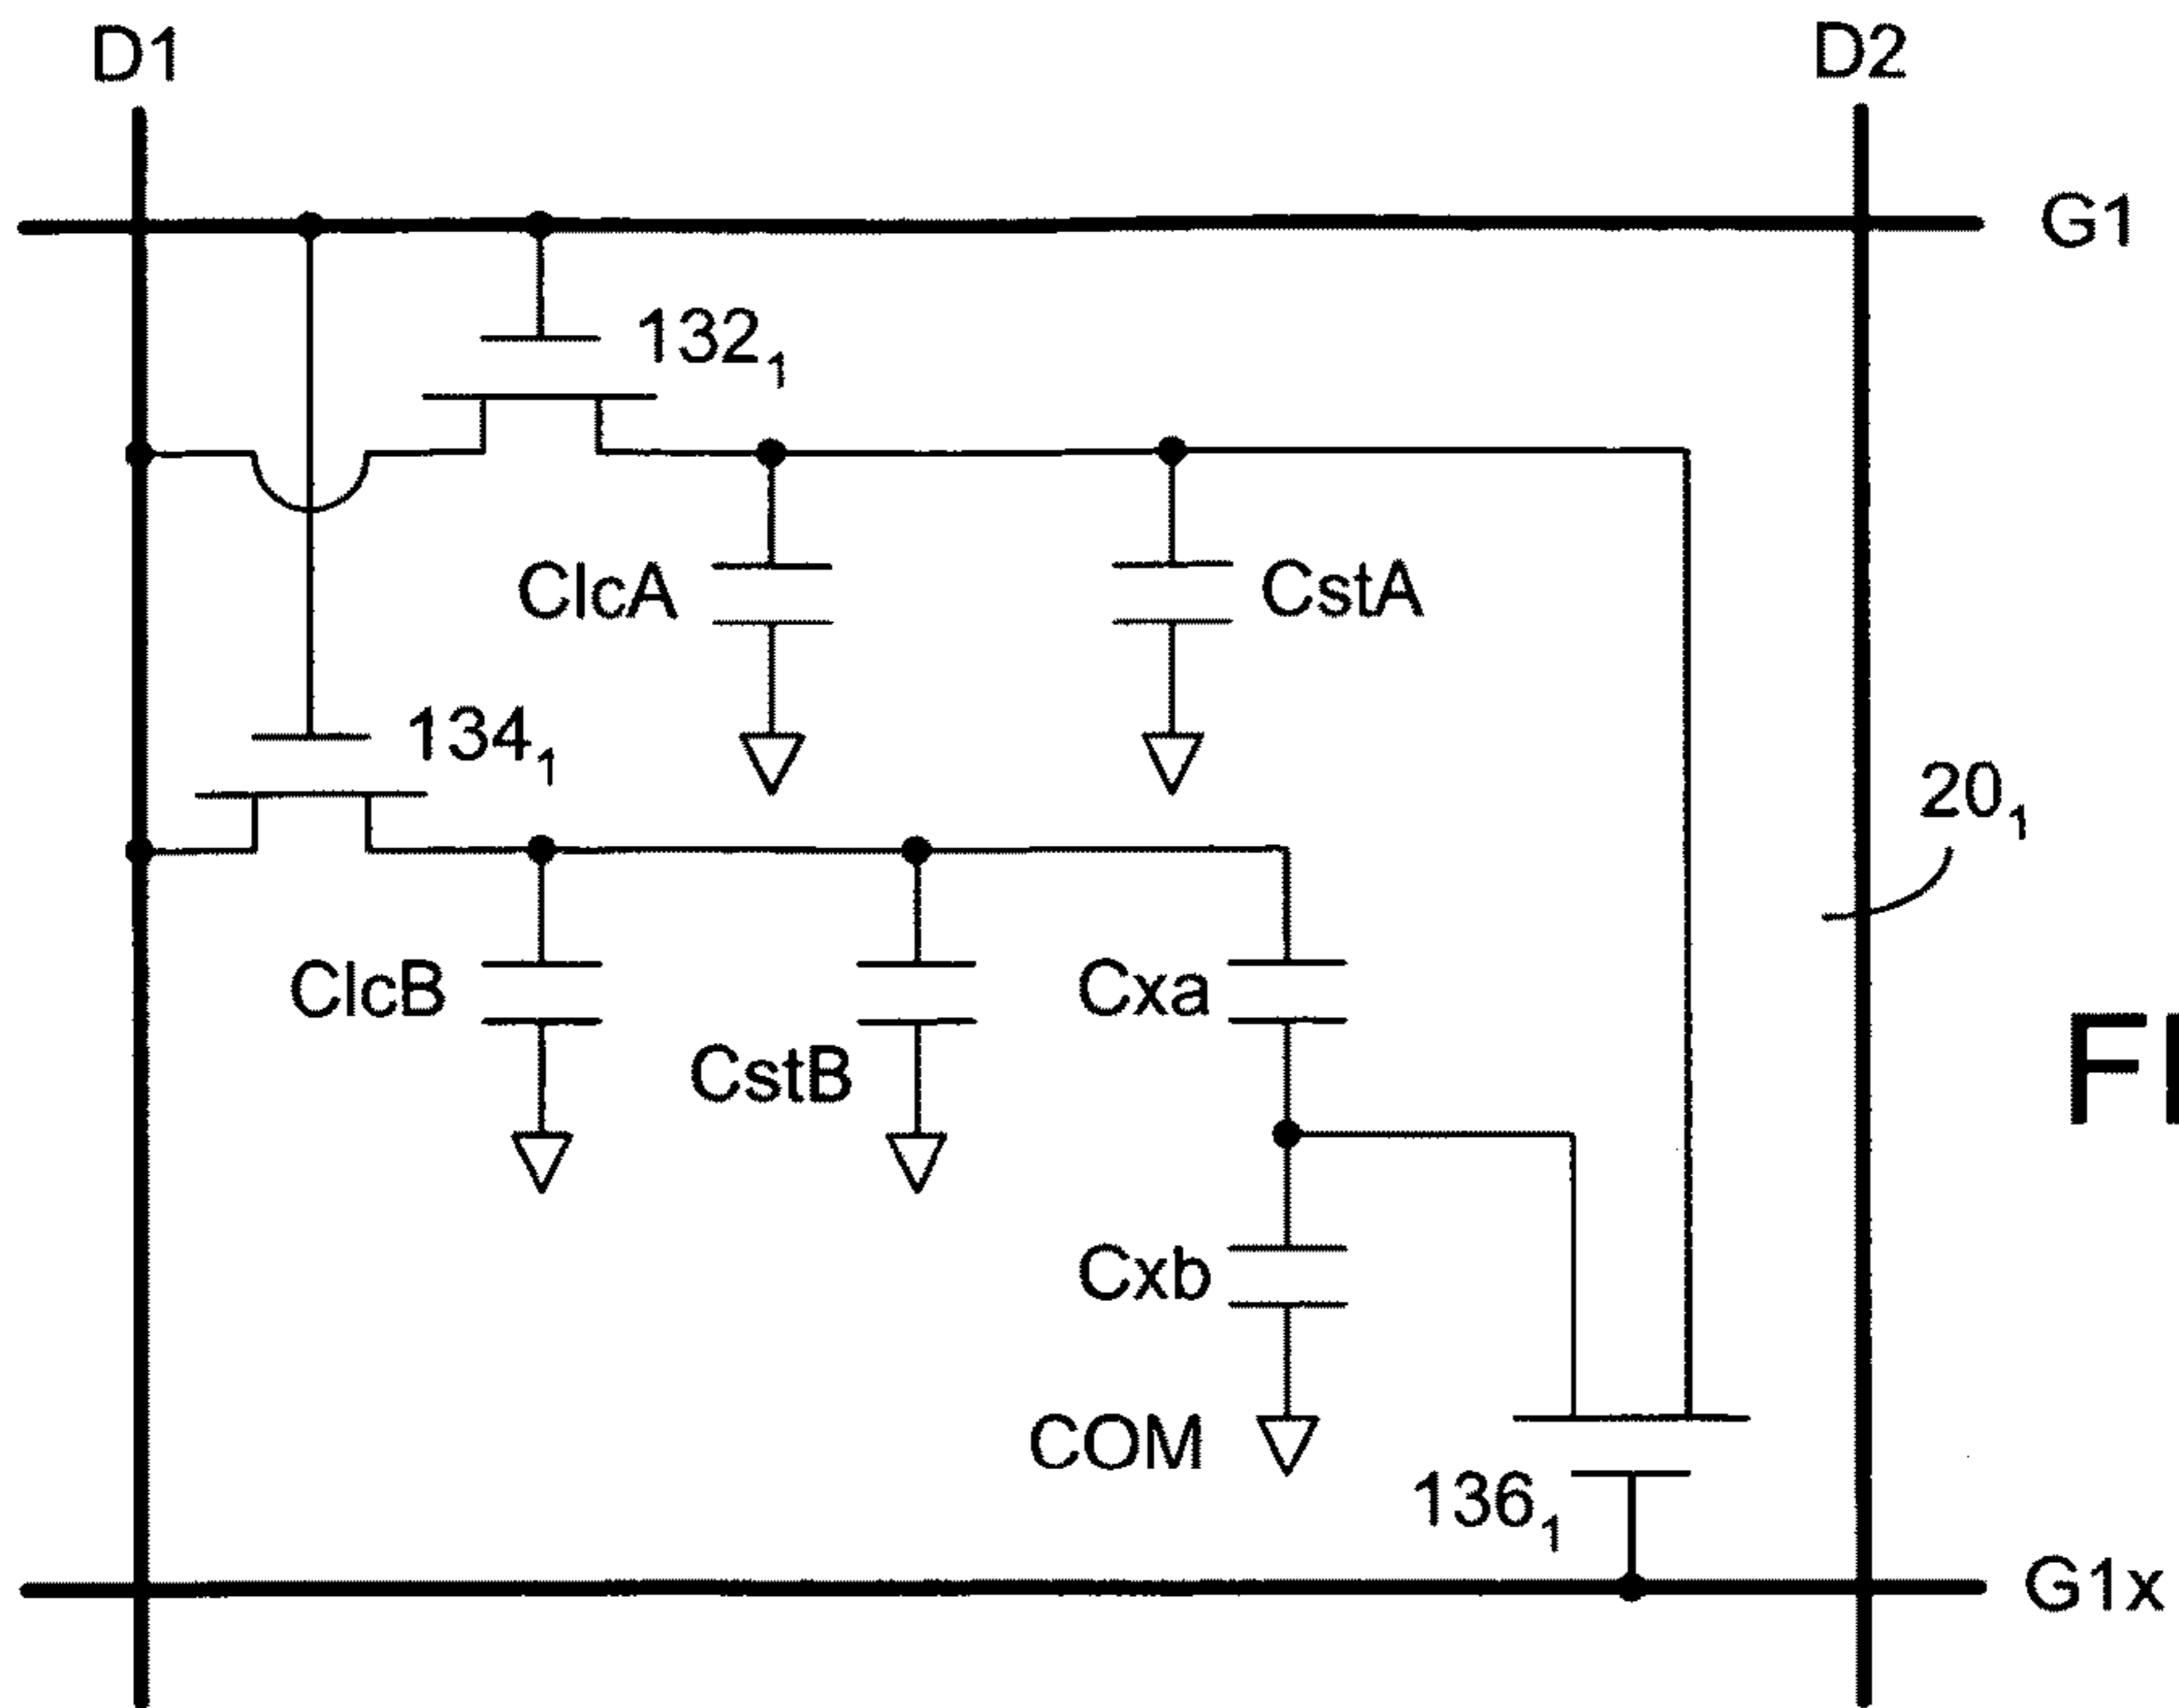 D1
D2
G1
132₁
ClcA
CstA
134₁
20₁
ClcB
Cxa
CstB
Cxb
COM
136₁
G1x